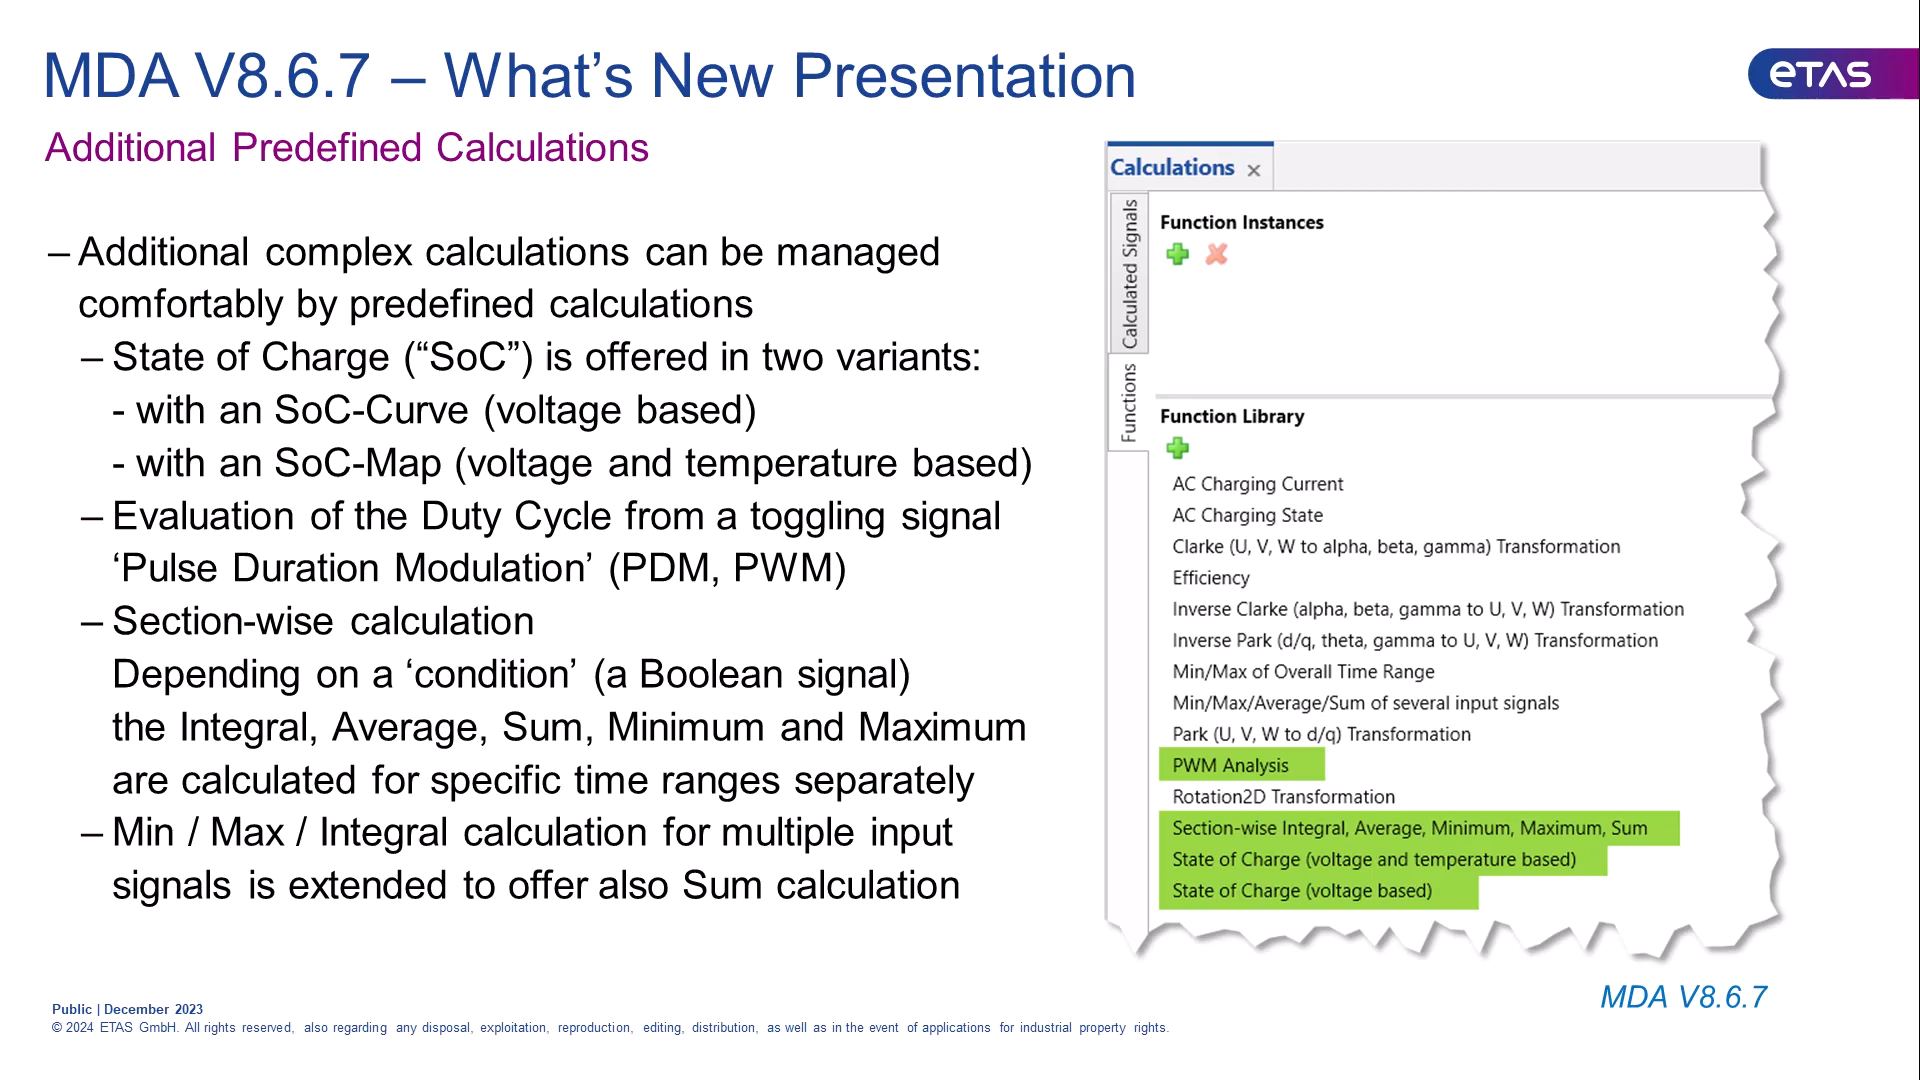 MDA V8.6.7 – What’s New Presentation
eTAS
Additional Predefined Calculations
– Additional complex calculations can be managed
comfortably by predefined calculations
– State of Charge (“SoC”) is offered in two variants:
- with an SoC-Curve (voltage based)
- with an SoC-Map (voltage and temperature based)
– Evaluation of the Duty Cycle from a toggling signal
‘Pulse Duration Modulation’ (PDM, PWM)
– Section-wise calculation
Depending on a ‘condition’ (a Boolean signal)
the Integral, Average, Sum, Minimum and Maximum
are calculated for specific time ranges separately
– Min / Max / Integral calculation for multiple input
signals is extended to offer also Sum calculation
Calculations
Calculated Signals
Functions
Function Instances
Function Library
AC Charging Current
AC Charging State
Clarke (U, V, W to alpha, beta, gamma) Transformation
Efficiency
Inverse Clarke (alpha, beta, gamma to U, V, W) Transformation
Inverse Park (d/q, theta, gamma to U, V, W) Transformation
Min/Max of Overall Time Range
Min/Max/Average/Sum of several input signals
Park (U, V, W to d/q) Transformation
PWM Analysis
Rotation2D Transformation
Section-wise Integral, Average, Minimum, Maximum, Sum
State of Charge (voltage and temperature based)
State of Charge (voltage based)
MDA V8.6.7
Public | December 2023
© 2024 ETAS GmbH. All rights reserved, also regarding any disposal, exploitation, reproduction, editing, distribution, as well as in the event of applications for industrial property rights.